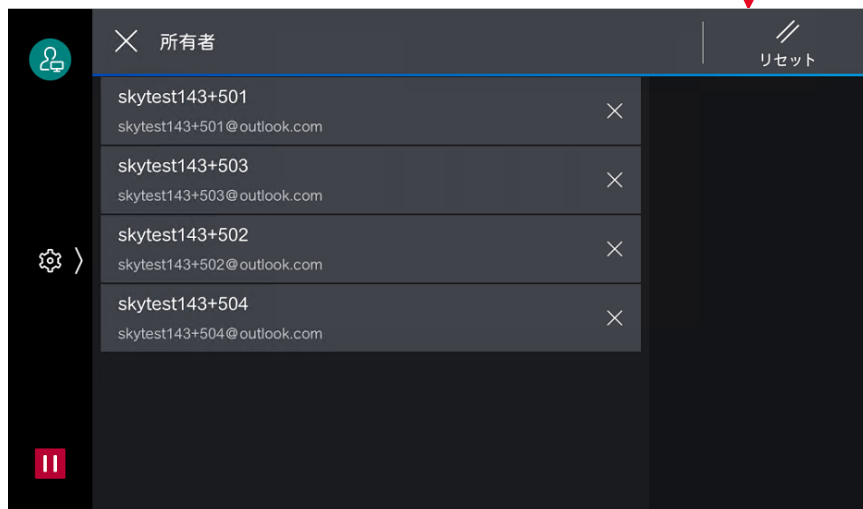 所有者
リセット
skytest143+501
skytest143+501@outlook.com
skytest143+503
skytest143+503@outlook.com
skytest143+502
skytest143+502@outlook.com
skytest143+504
skytest143+504@outlook.com